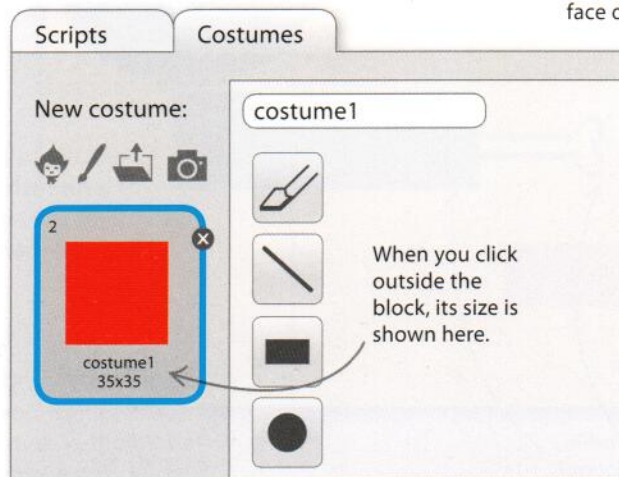 face o
Scripts
Costumes
New costume:
costume1
2
When you click
outside the
block, its size is
shown here.
costume1
35x35